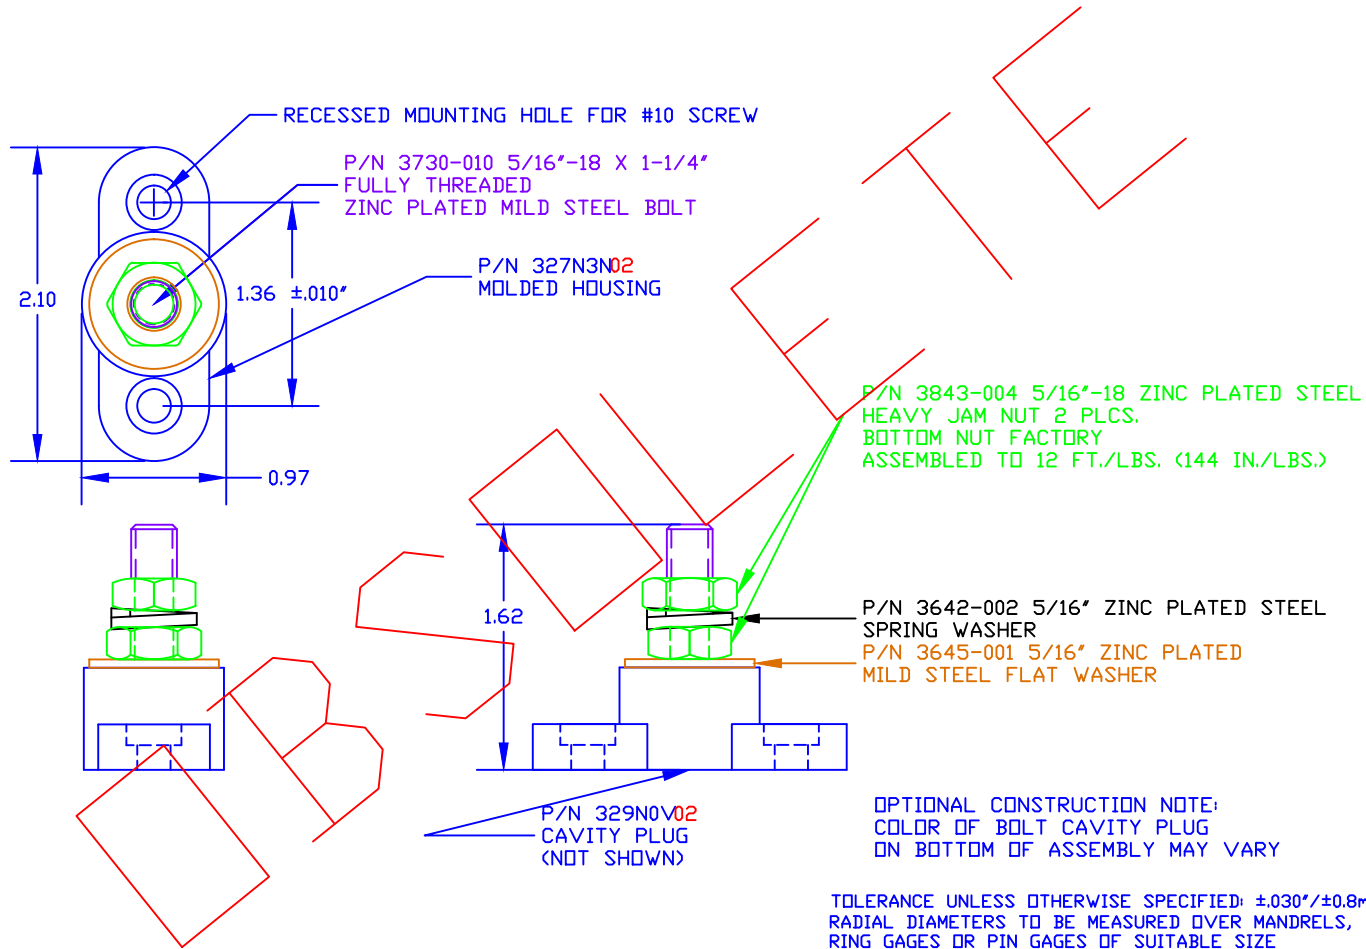 RECESSED MOUNTING HOLE FOR #10 SCREW
P/N 3730-010 5/16"-18 X 1-1/4"
FULLY THREADED
ZINC PLATED MILD STEEL BOLT
P/N 327N3N02
MOLDED HOUSING
2.10
1.36 ±.010"
0.97
P/N 3843-004 5/16"-18 ZINC PLATED STEEL
HEAVY JAM NUT 2 PLCS.
BOTTOM NUT FACTORY
ASSEMBLED TO 12 FT./LBS. (144 IN./LBS.)
1.62
P/N 3642-002 5/16" ZINC PLATED STEEL
SPRING WASHER
P/N 3645-001 5/16" ZINC PLATED
MILD STEEL FLAT WASHER
P/N 329N0V02
CAVITY PLUG
(NOT SHOWN)
OPTIONAL CONSTRUCTION NOTE:
COLOR OF BOLT CAVITY PLUG
ON BOTTOM OF ASSEMBLY MAY VARY
TOLERANCE UNLESS OTHERWISE SPECIFIED: ±.030"/±0.8m
RADIAL DIAMETERS TO BE MEASURED OVER MANDRELS,
RING GAGES OR PIN GAGES OF SUITABLE SIZE
OBSOLETE